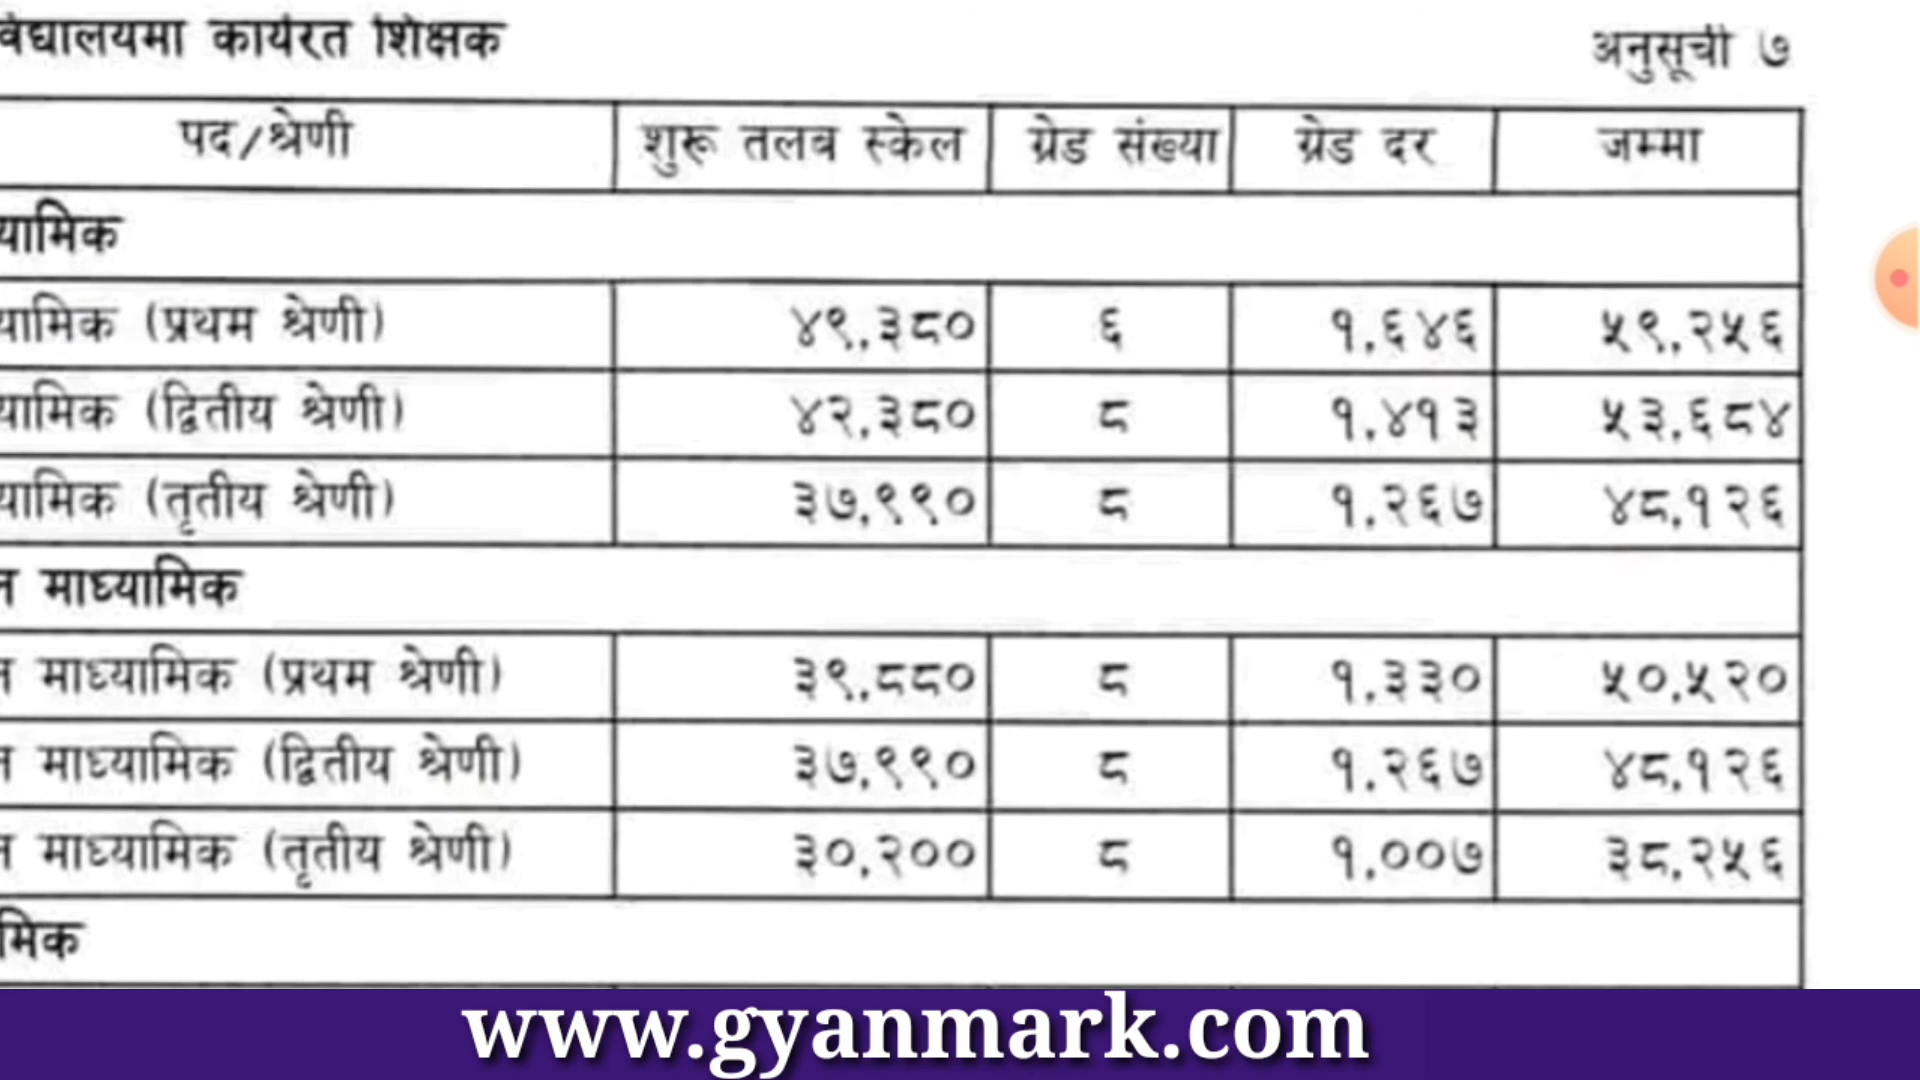 विद्यालयमा कार्यरत शिक्षक
अनुसूची ७
पद/श्रेणी शुरू तलब स्केल ग्रेड संख्या ग्रेड दर जम्मा
यामिक
यामिक (प्रथम श्रेणी) ४९,३८० ६ १,६४६ ५९,२५६
यामिक (द्वितीय श्रेणी) ४२,३८० ८ १,४१३ ५३,६८४
यामिक (तृतीय श्रेणी) ३७,९९० ८ १,२६७ ४८,१२६
न माध्यामिक
न माध्यामिक (प्रथम श्रेणी) ३९,८८० ८ १,३३० ५०,५२०
न माध्यामिक (द्वितीय श्रेणी) ३७,९९० ८ १,२६७ ४८,१२६
न माध्यामिक (तृतीय श्रेणी) ३०,२०० ८ १,००७ ३८,२५६
मिक
www.gyanmark.com